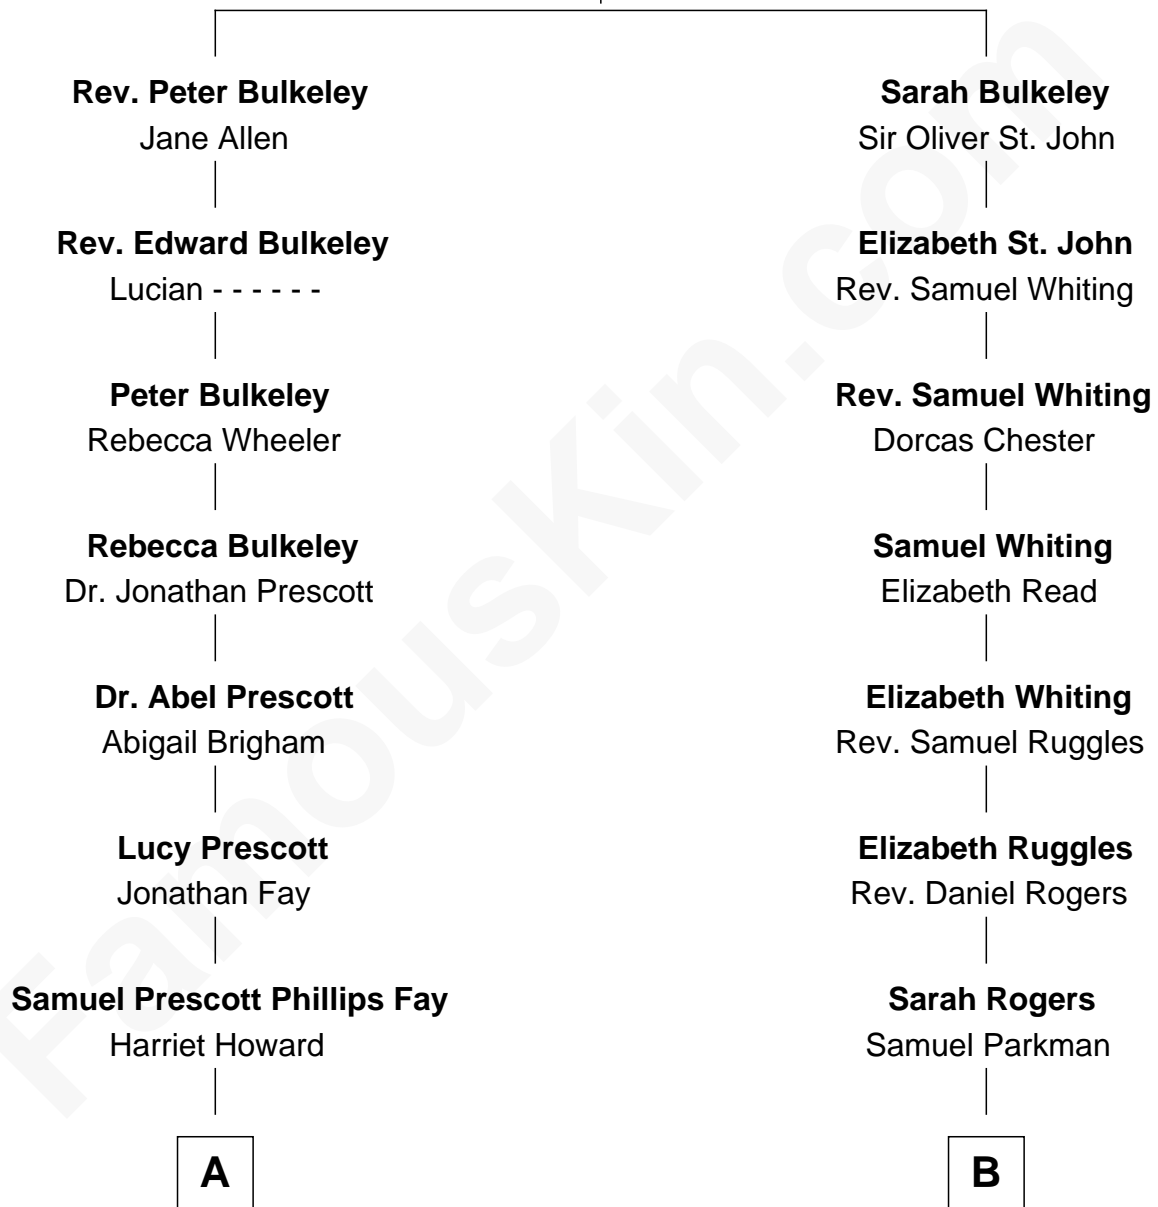 Rev. Peter Bulkeley
Jane Allen
Rev. Edward Bulkeley
Lucian - - - - - -
Peter Bulkeley
Rebecca Wheeler
Rebecca Bulkeley
Dr. Jonathan Prescott
Dr. Abel Prescott
Abigail Brigham
Lucy Prescott
Jonathan Fay
Samuel Prescott Phillips Fay
Harriet Howard
A
Sarah Bulkeley
Sir Oliver St. John
Elizabeth St. John
Rev. Samuel Whiting
Rev. Samuel Whiting
Dorcas Chester
Samuel Whiting
Elizabeth Read
Elizabeth Whiting
Rev. Samuel Ruggles
Elizabeth Ruggles
Rev. Daniel Rogers
Sarah Rogers
Samuel Parkman
B
FamousKin.com